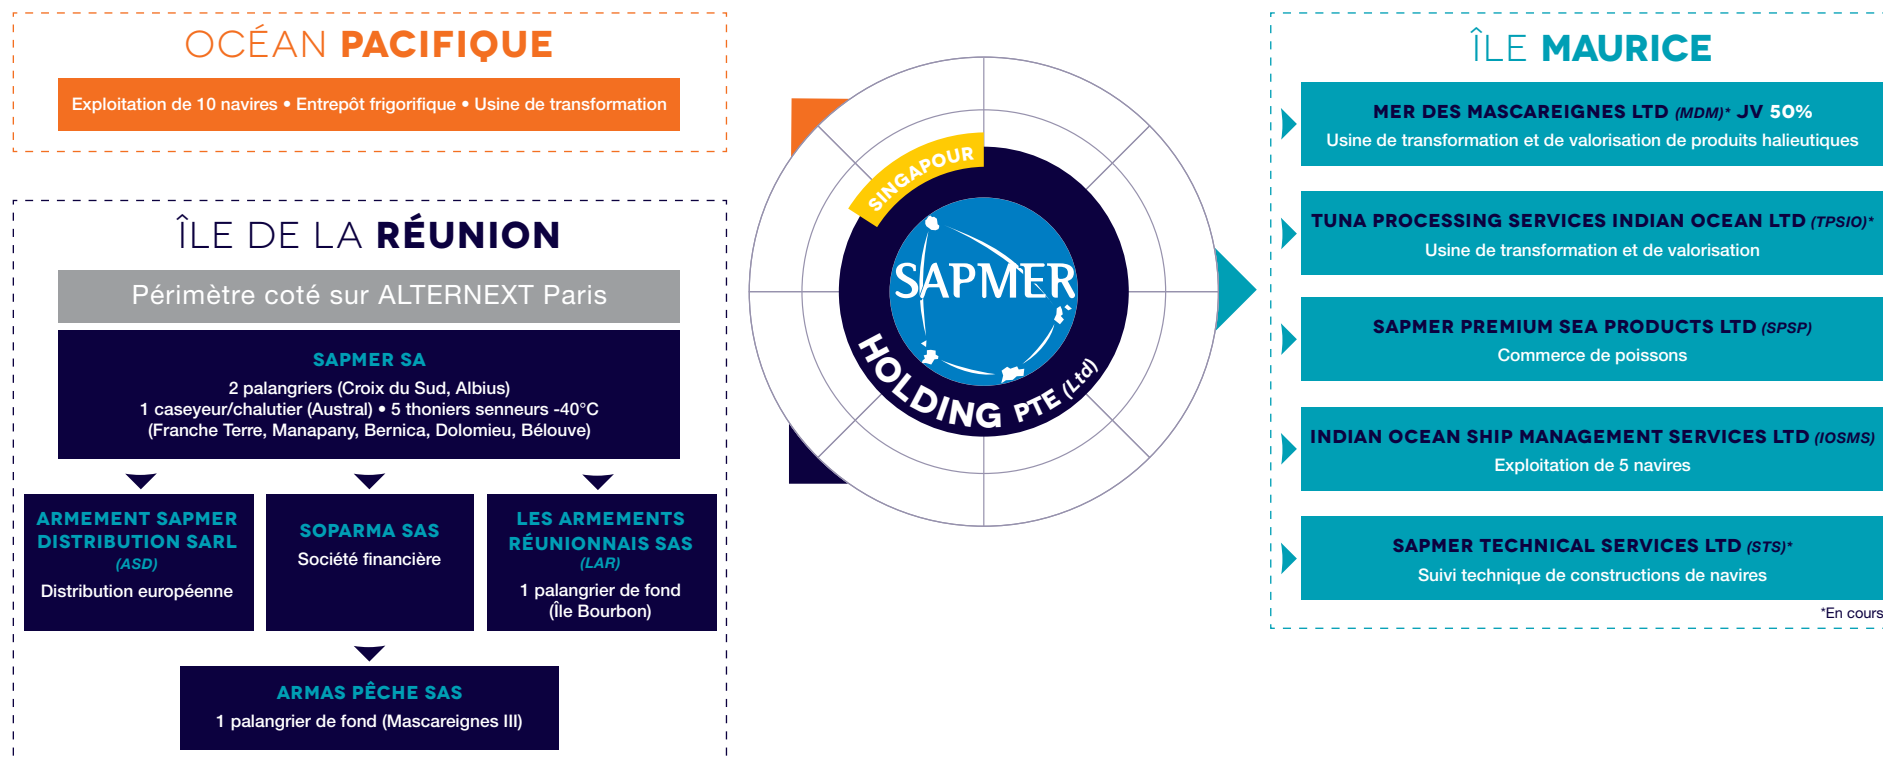 OCÉAN PACIFIQUE
Exploitation de 10 navires • Entrepôt frigorifique • Usine de transformation
ÎLE DE LA RÉUNION
Périmètre coté sur ALTERNEXT Paris
SAPMER SA
2 palangriers (Croix du Sud, Albius)
1 caseyeur/chalutier (Austral) • 5 thoniers senneurs -40°C
(Franche Terre, Manapany, Bernica, Dolomieu, Bélouve)
ARMEMENT SAPMER
DISTRIBUTION SARL
(ASD)
Distribution européenne
SOPARMA SAS
Société financière
LES ARMEMENTS
RÉUNIONNAIS SAS
(LAR)
1 palangrier de fond
(Île Bourbon)
ARMAS PÊCHE SAS
1 palangrier de fond (Mascareignes III)
SINGAPOUR
SAPMER
HOLDING PTE (Ltd)
ÎLE MAURICE
MER DES MASCAREIGNES LTD (MDM)* JV 50%
Usine de transformation et de valorisation de produits halieutiques
TUNA PROCESSING SERVICES INDIAN OCEAN LTD (TPSIO)*
Usine de transformation et de valorisation
SAPMER PREMIUM SEA PRODUCTS LTD (SPSP)
Commerce de poissons
INDIAN OCEAN SHIP MANAGEMENT SERVICES LTD (IOSMS)
Exploitation de 5 navires
SAPMER TECHNICAL SERVICES LTD (STS)*
Suivi technique de constructions de navires
*En cours